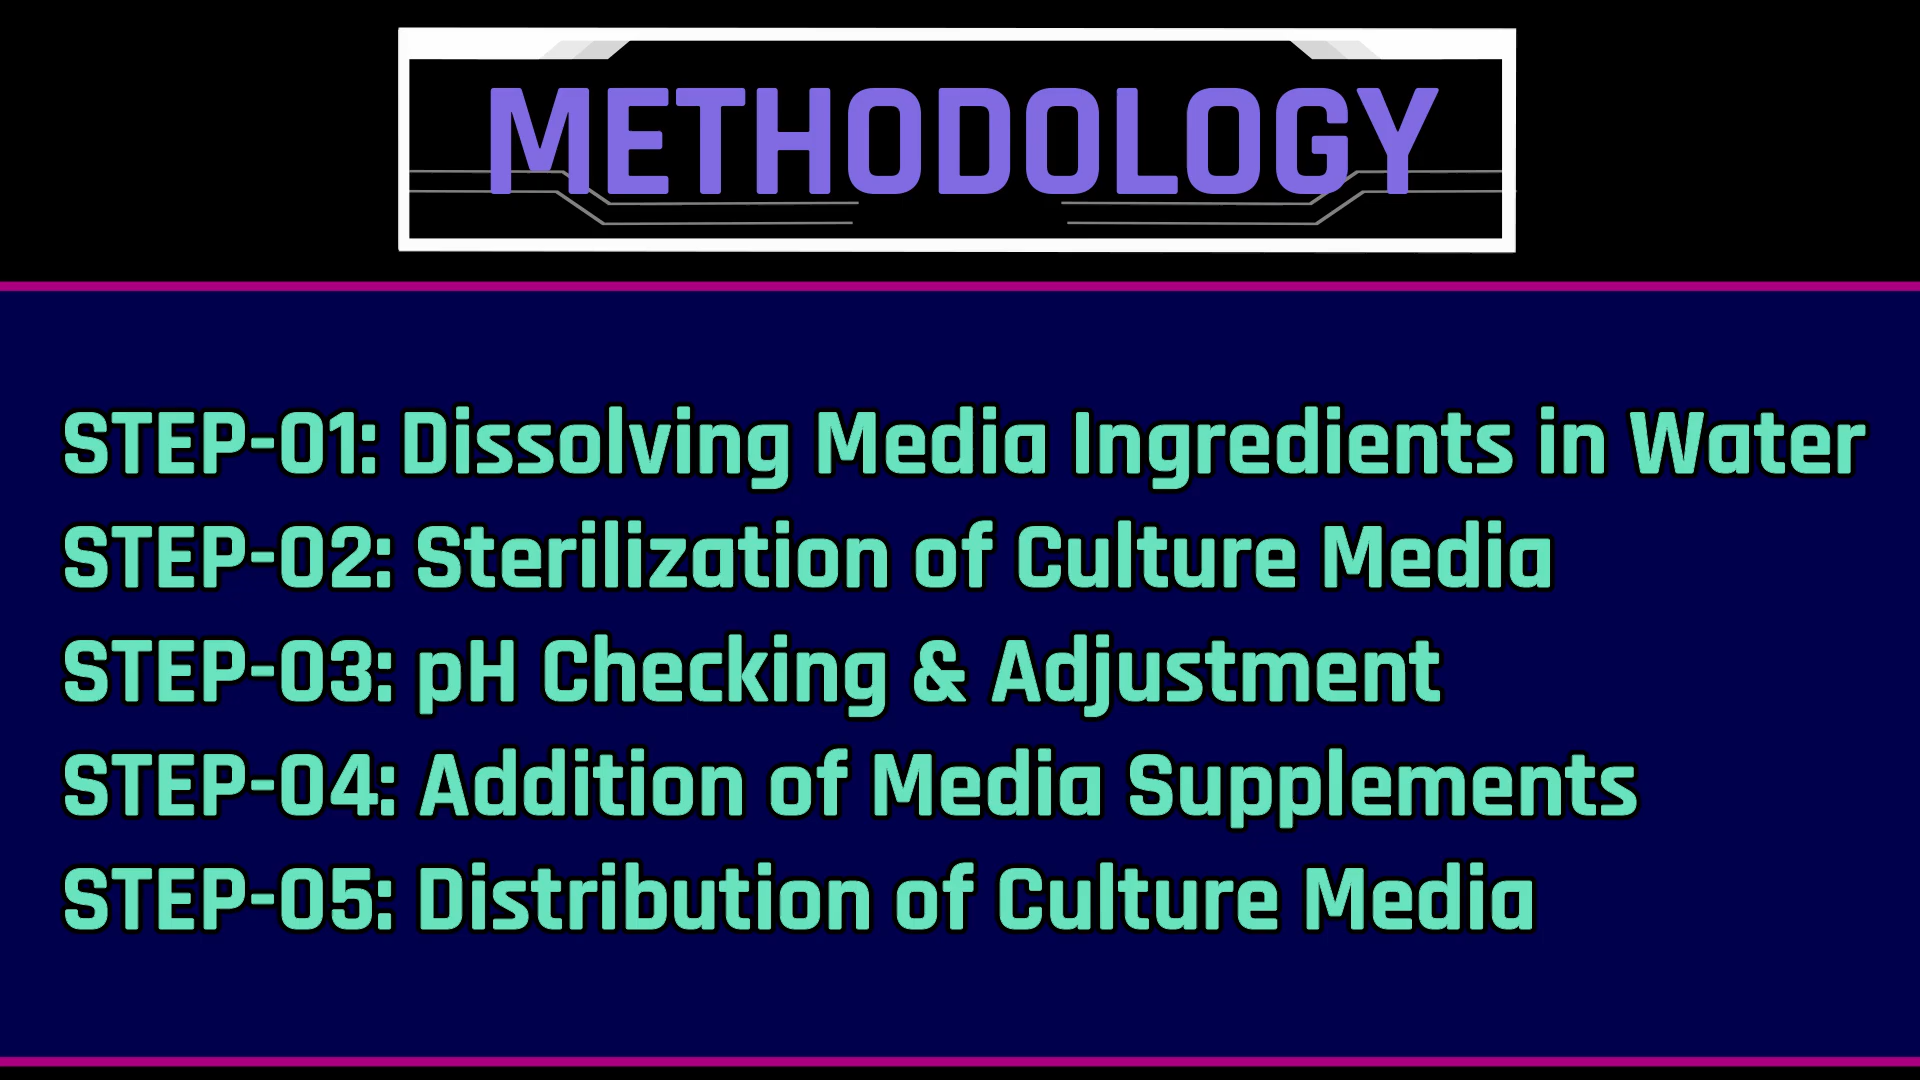 METHODOLOGY
STEP-01: Dissolving Media Ingredients in Water
STEP-02: Sterilization of Culture Media
STEP-03: pH Checking & Adjustment
STEP-04: Addition of Media Supplements
STEP-05: Distribution of Culture Media